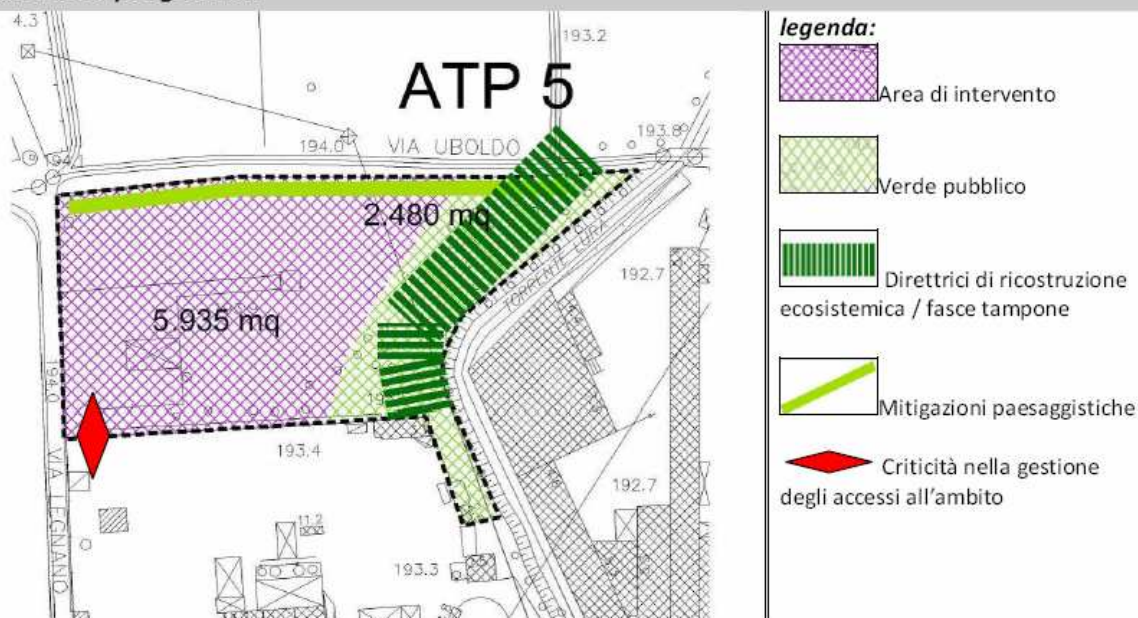 4.3
193.2
ATP 5
194.0
VIA UBOLDO
193.8
194.1
2.480 mq
TORRENTE LURA
192.7
5.935 mq
194.0
193.4
VIA LEGNANO
192.7
11.2
193.3
legenda:
Area di intervento
Verde pubblico
Direttrici di ricostruzione
ecosistemica / fasce tampone
Mitigazioni paesaggistiche
Criticità nella gestione
degli accessi all'ambito